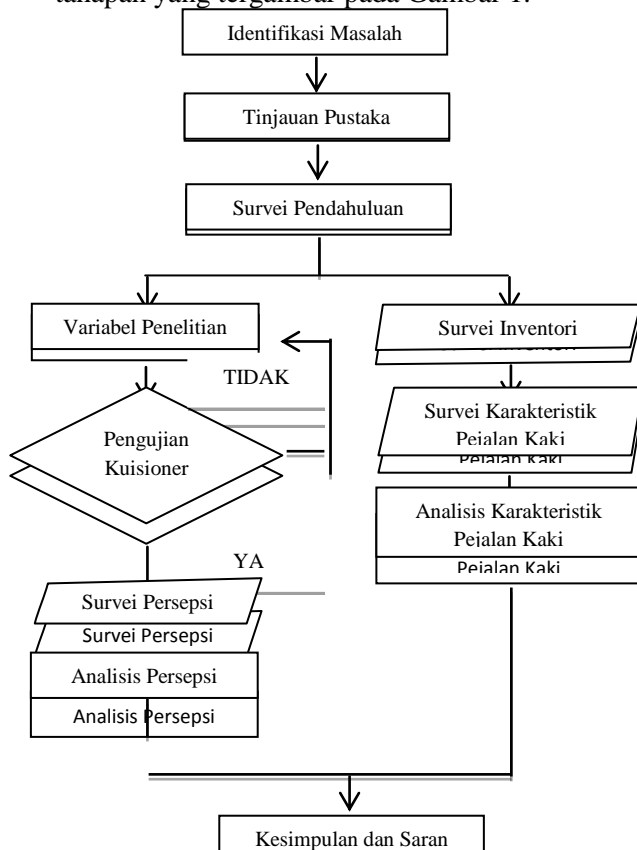 tahapan yang tergambar pada Gambar 1.
Identifikasi Masalah
Tinjauan Pustaka
Survei Pendahuluan
Variabel Penelitian
Survei Inventori
TIDAK
Pengujian
Kuisioner
Survei Karakteristik
Pejalan Kaki
Pejalan Kaki
Analisis Karakteristik
Pejalan Kaki
Pejalan Kaki
YA
Survei Persepsi
Survei Persepsi
Analisis Persepsi
Analisis Persepsi
Kesimpulan dan Saran